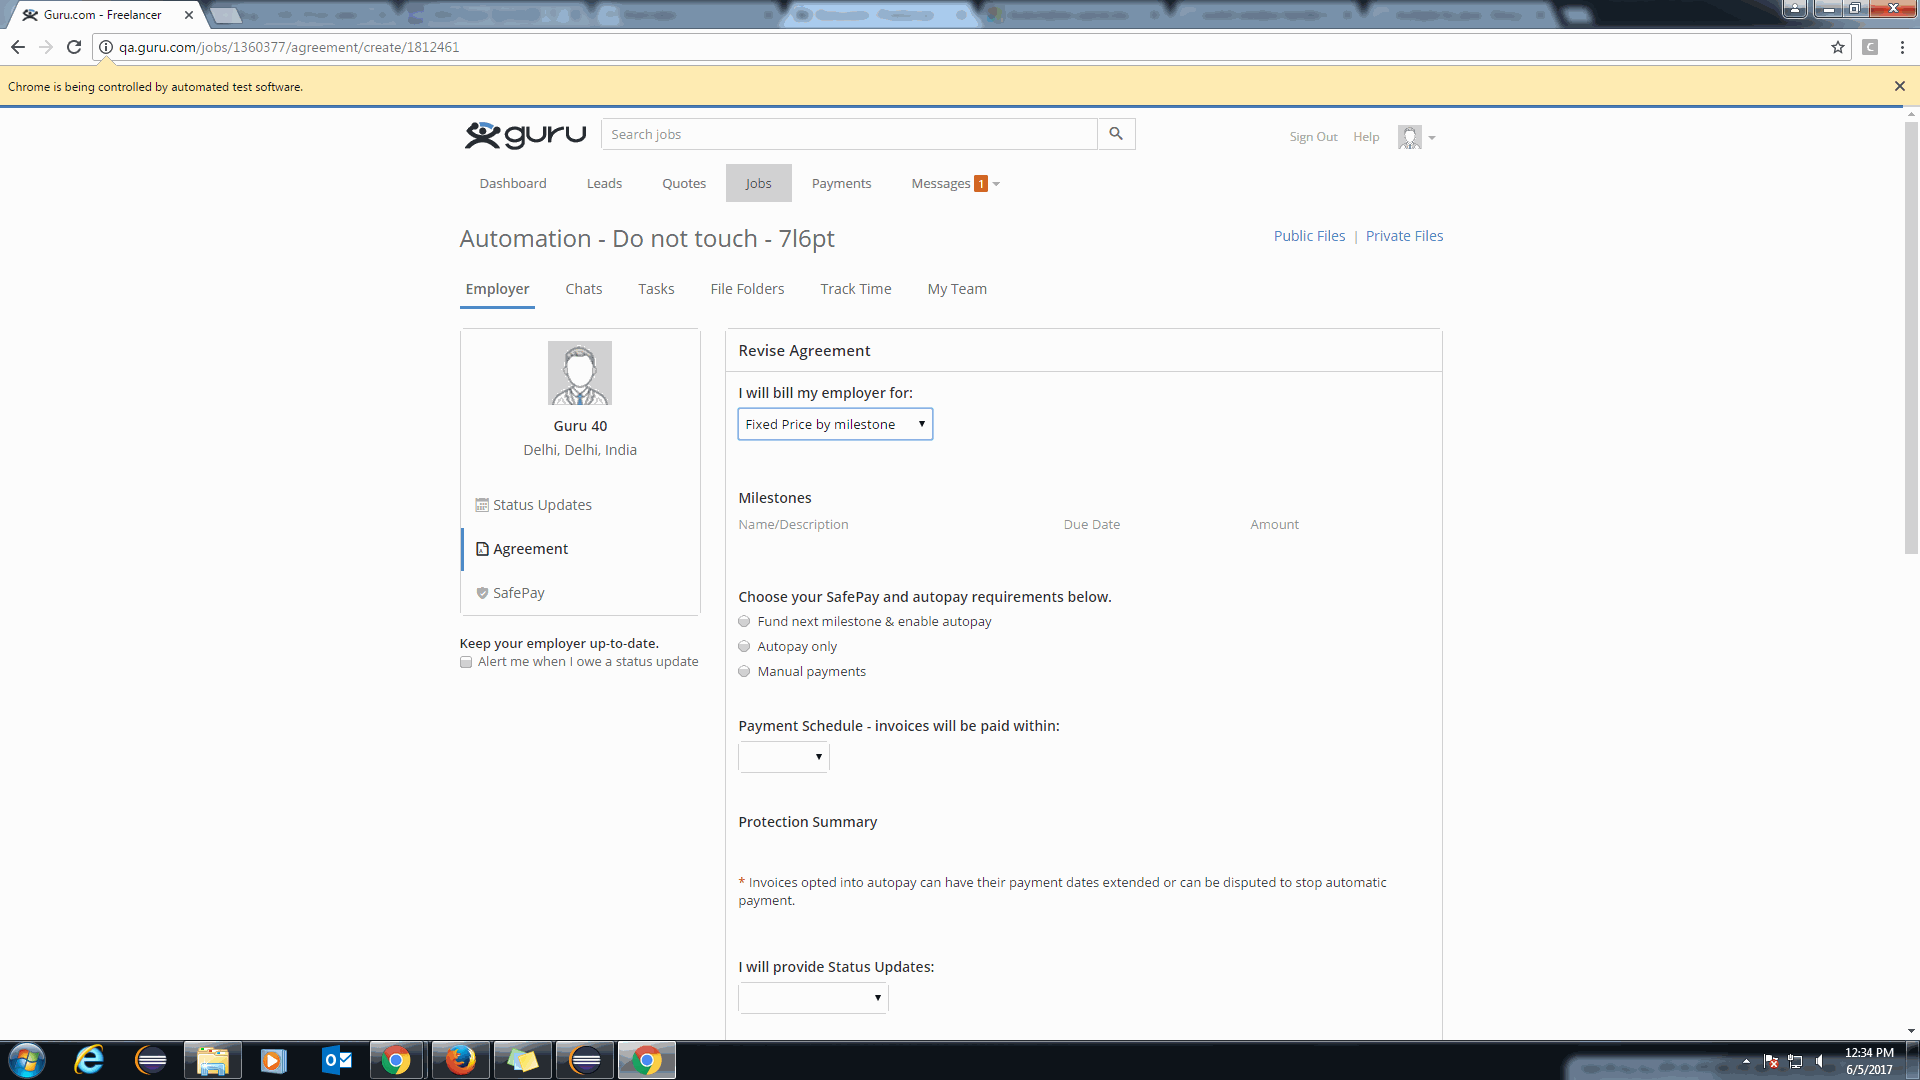 Guru.com - Freelancer
qa.guru.com/jobs/1360377/agreement/create/1812461
Chrome is being controlled by automated test software.
guru
Search jobs
Sign Out Help
Dashboard Leads Quotes Jobs Payments Messages 1
Automation - Do not touch - 7l6pt
Public Files | Private Files
Employer Chats Tasks File Folders Track Time My Team
Guru 40
Delhi, Delhi, India
Status Updates
Agreement
SafePay
Keep your employer up-to-date.
Alert me when I owe a status update
Revise Agreement
I will bill my employer for:
Fixed Price by milestone
Milestones
Name/Description Due Date Amount
Choose your SafePay and autopay requirements below.
Fund next milestone & enable autopay
Autopay only
Manual payments
Payment Schedule - invoices will be paid within:
Protection Summary
* Invoices opted into autopay can have their payment dates extended or can be disputed to stop automatic
payment.
I will provide Status Updates:
12:34 PM
6/5/2017